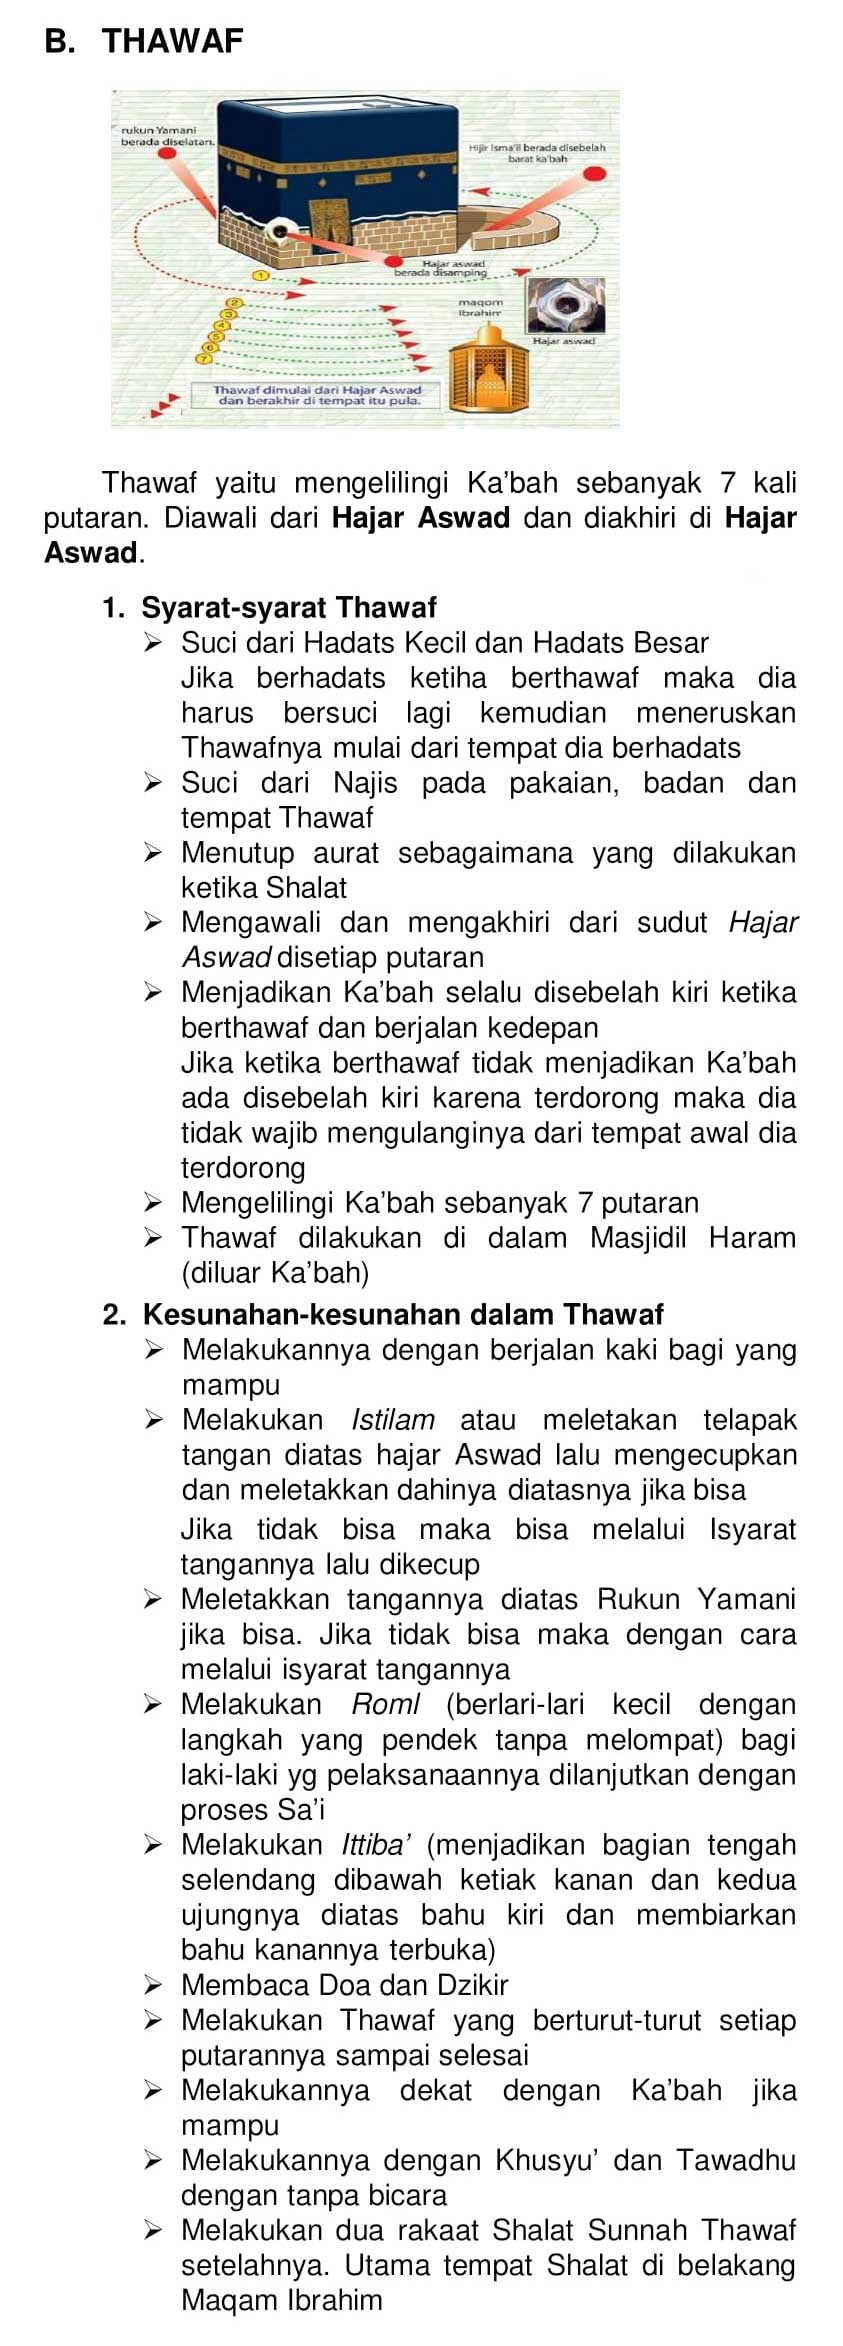 B. THAWAF
rukun Yamani
berada diselatan.
Hijir Isma'il berada disebelah
barat ka'bah
Hajar aswad
berada disamping
1
2
3
4
5
6
7
maqom
Ibrahim
Hajar aswad
Thawaf dimulai dari Hajar Aswad
dan berakhir di tempat itu pula.
Thawaf yaitu mengelilingi Ka'bah sebanyak 7 kali
putaran. Diawali dari Hajar Aswad dan diakhiri di Hajar
Aswad.
1. Syarat-syarat Thawaf
➢ Suci dari Hadats Kecil dan Hadats Besar
Jika berhadats ketiha berthawaf maka dia
harus bersuci lagi kemudian meneruskan
Thawafnya mulai dari tempat dia berhadats
➢ Suci dari Najis pada pakaian, badan dan
tempat Thawaf
➢ Menutup aurat sebagaimana yang dilakukan
ketika Shalat
➢ Mengawali dan mengakhiri dari sudut Hajar
Aswad disetiap putaran
➢ Menjadikan Ka'bah selalu disebelah kiri ketika
berthawaf dan berjalan kedepan
Jika ketika berthawaf tidak menjadikan Ka'bah
ada disebelah kiri karena terdorong maka dia
tidak wajib mengulanginya dari tempat awal dia
terdorong
➢ Mengelilingi Ka'bah sebanyak 7 putaran
➢ Thawaf dilakukan di dalam Masjidil Haram
(diluar Ka'bah)
2. Kesunahan-kesunahan dalam Thawaf
➢ Melakukannya dengan berjalan kaki bagi yang
mampu
➢ Melakukan Istilam atau meletakan telapak
tangan diatas hajar Aswad lalu mengecupkan
dan meletakkan dahinya diatasnya jika bisa
Jika tidak bisa maka bisa melalui Isyarat
tangannya lalu dikecup
➢ Meletakkan tangannya diatas Rukun Yamani
jika bisa. Jika tidak bisa maka dengan cara
melalui isyarat tangannya
➢ Melakukan Roml (berlari-lari kecil dengan
langkah yang pendek tanpa melompat) bagi
laki-laki yg pelaksanaannya dilanjutkan dengan
proses Sa'i
➢ Melakukan Ittiba' (menjadikan bagian tengah
selendang dibawah ketiak kanan dan kedua
ujungnya diatas bahu kiri dan membiarkan
bahu kanannya terbuka)
➢ Membaca Doa dan Dzikir
➢ Melakukan Thawaf yang berturut-turut setiap
putarannya sampai selesai
➢ Melakukannya dekat dengan Ka'bah jika
mampu
➢ Melakukannya dengan Khusyu' dan Tawadhu
dengan tanpa bicara
➢ Melakukan dua rakaat Shalat Sunnah Thawaf
setelahnya. Utama tempat Shalat di belakang
Maqam Ibrahim